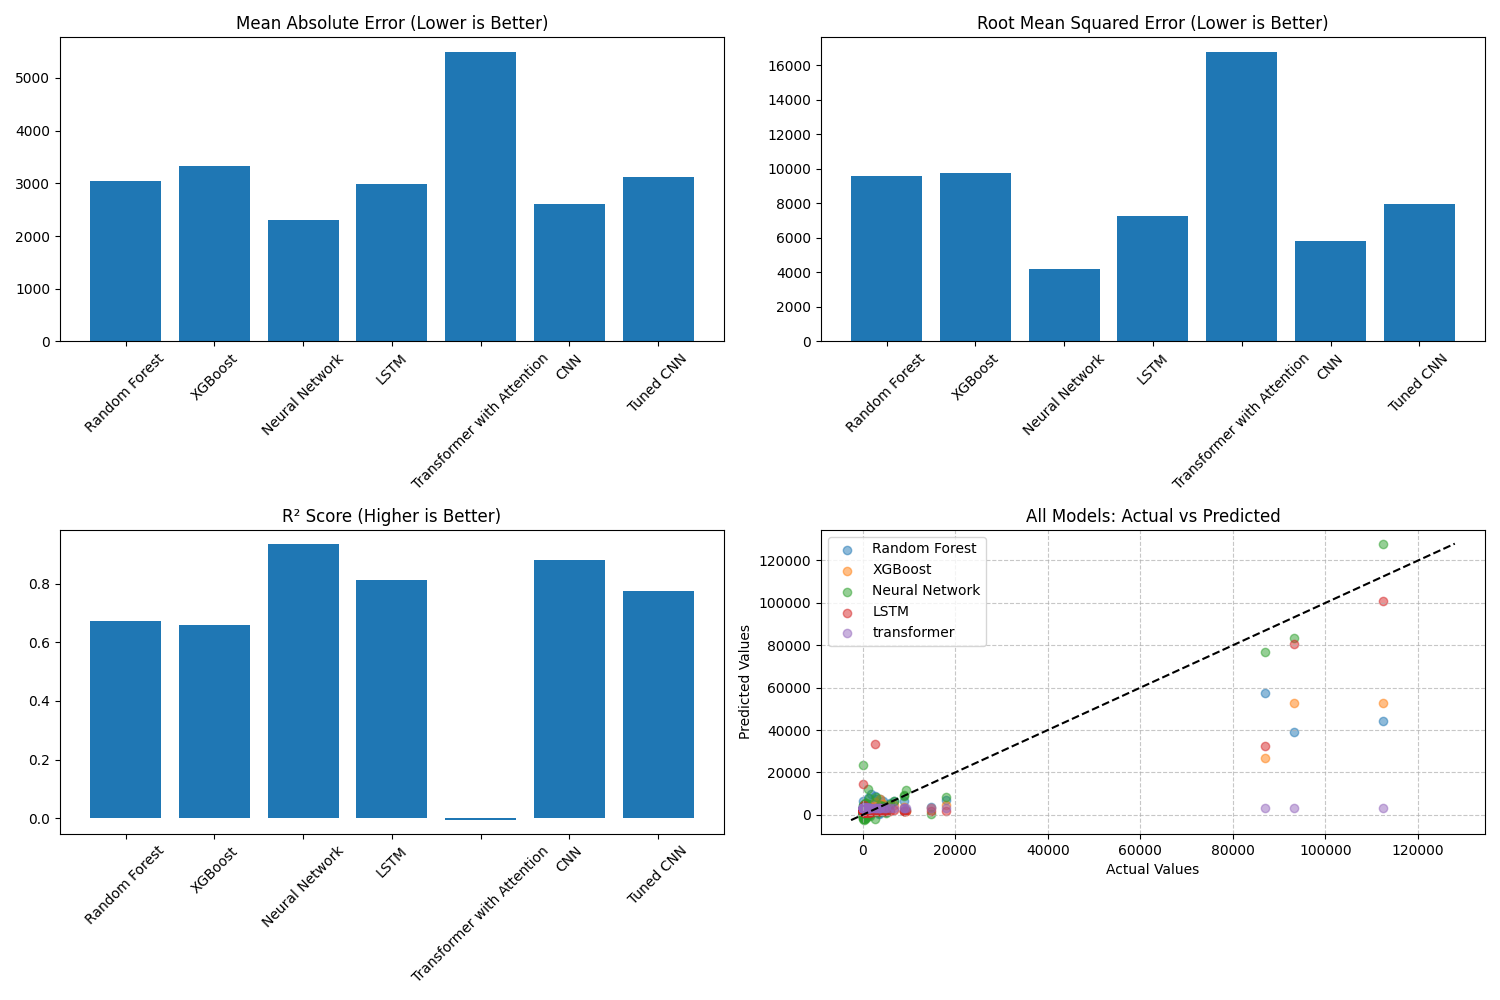 Mean Absolute Error (Lower is Better)
5000
4000
3000
2000
1000
0
Random Forest
XGBoost
Neural Network
LSTM
Transformer with Attention
CNN
Tuned CNN
Root Mean Squared Error (Lower is Better)
16000
14000
12000
10000
8000
6000
4000
2000
0
Random Forest
XGBoost
Neural Network
LSTM
Transformer with Attention
CNN
Tuned CNN
R² Score (Higher is Better)
0.8
0.6
0.4
0.2
0.0
Random Forest
XGBoost
Neural Network
LSTM
Transformer with Attention
CNN
Tuned CNN
All Models: Actual vs Predicted
Predicted Values
120000
100000
80000
60000
40000
20000
0
Random Forest
XGBoost
Neural Network
LSTM
transformer
0
20000
40000
60000
80000
100000
120000
Actual Values